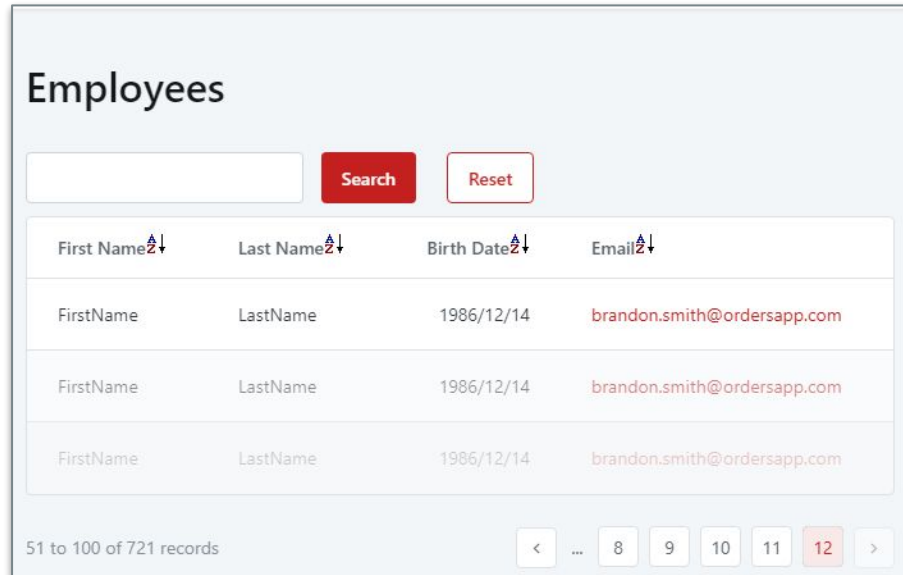 Employees
Search Reset
First Name Last Name Birth Date Email
FirstName LastName 1986/12/14 brandon.smith@ordersapp.com
FirstName LastName 1986/12/14 brandon.smith@ordersapp.com
FirstName LastName 1986/12/14 brandon.smith@ordersapp.com
51 to 100 of 721 records < ... 8 9 10 11 12 >